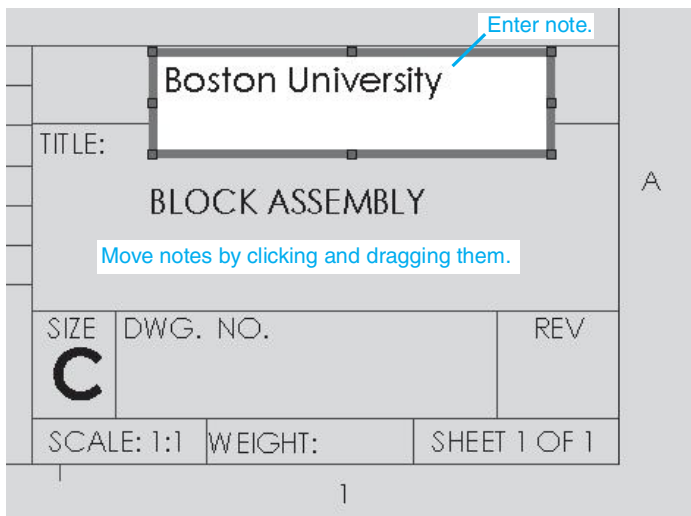 Enter note.
Boston University
TITLE:
BLOCK ASSEMBLY
A
Move notes by clicking and dragging them.
SIZE DWG. NO. REV
C
SCALE: 1:1 WEIGHT: SHEET 1 OF 1
1